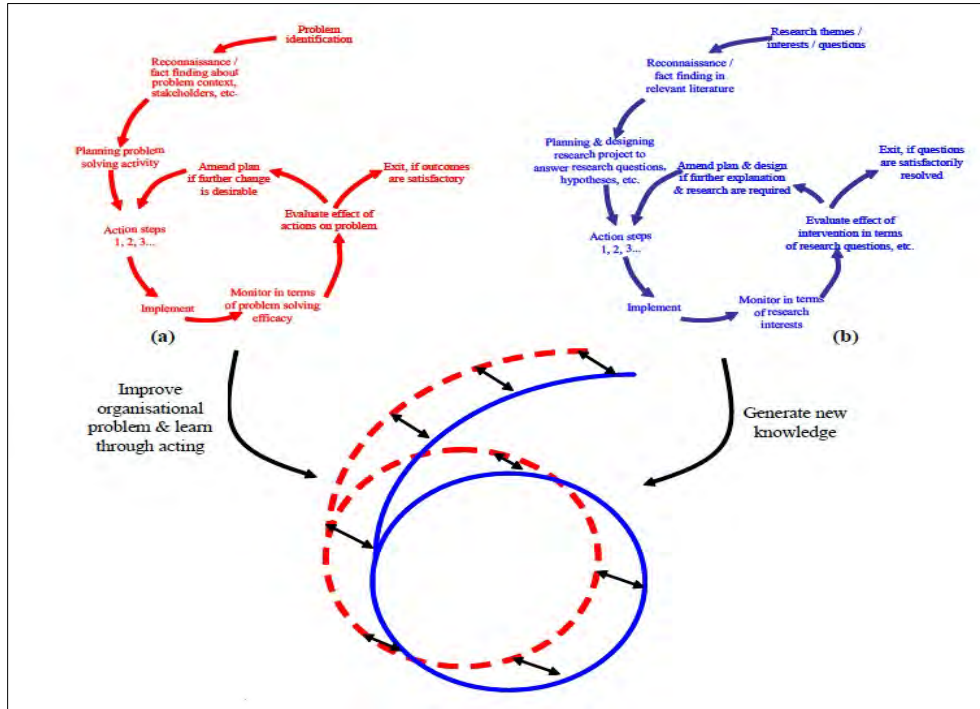 Problem
identification
Reconnaissance /
fact finding about
problem context,
stakeholders, etc.
Planning problem
solving activity
Amend plan
if further change
is desirable
Exit, if outcomes
are satisfactory
Evaluate effect of
actions on problem
Action steps
1, 2, 3...
Implement
Monitor in terms
of problem solving
efficacy
(a)
Research themes /
interests / questions
Reconnaissance /
fact finding in
relevant literature
Planning & designing
research project to
answer research questions,
hypotheses, etc.
Amend plan & design
if further explanation
& research are required
Exit, if questions
are satisfactorily
resolved
Evaluate effect of
intervention in terms
of research questions, etc.
Action steps
1, 2, 3...
Implement
Monitor in terms
of research
interests
(b)
Improve
organisational
problem & learn
through acting
Generate new
knowledge